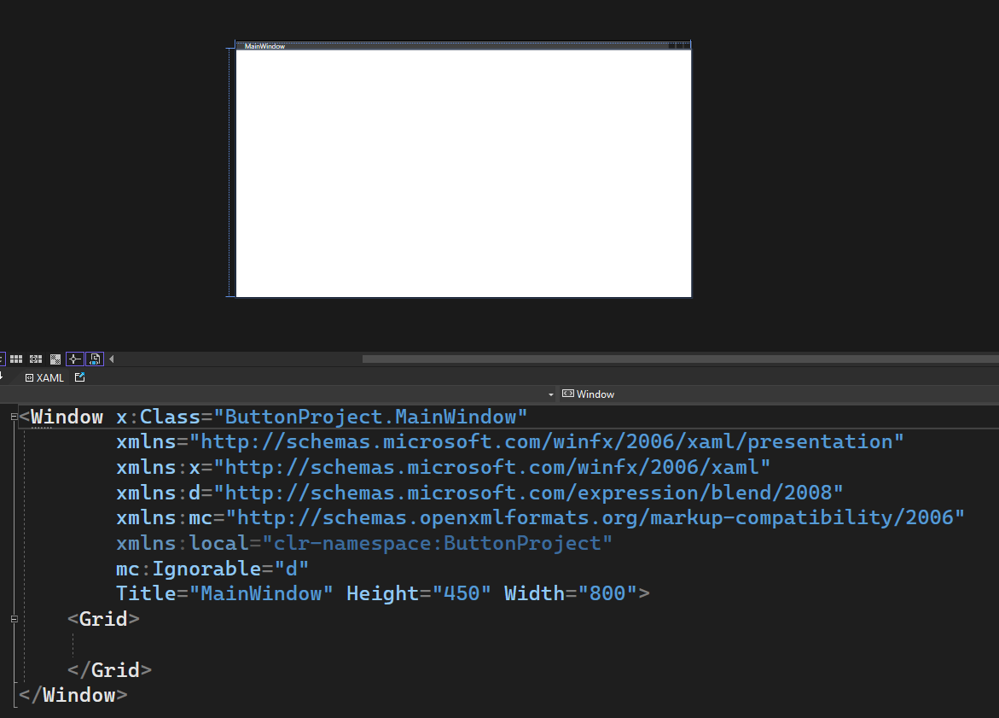 MainWindow
XAML
Window
<Window x:Class="ButtonProject.MainWindow"
xmlns="http://schemas.microsoft.com/winfx/2006/xaml/presentation"
xmlns:x="http://schemas.microsoft.com/winfx/2006/xaml"
xmlns:d="http://schemas.microsoft.com/expression/blend/2008"
xmlns:mc="http://schemas.openxmlformats.org/markup-compatibility/2006"
xmlns:local="clr-namespace:ButtonProject"
mc:Ignorable="d"
Title="MainWindow" Height="450" Width="800">
<Grid>
</Grid>
</Window>